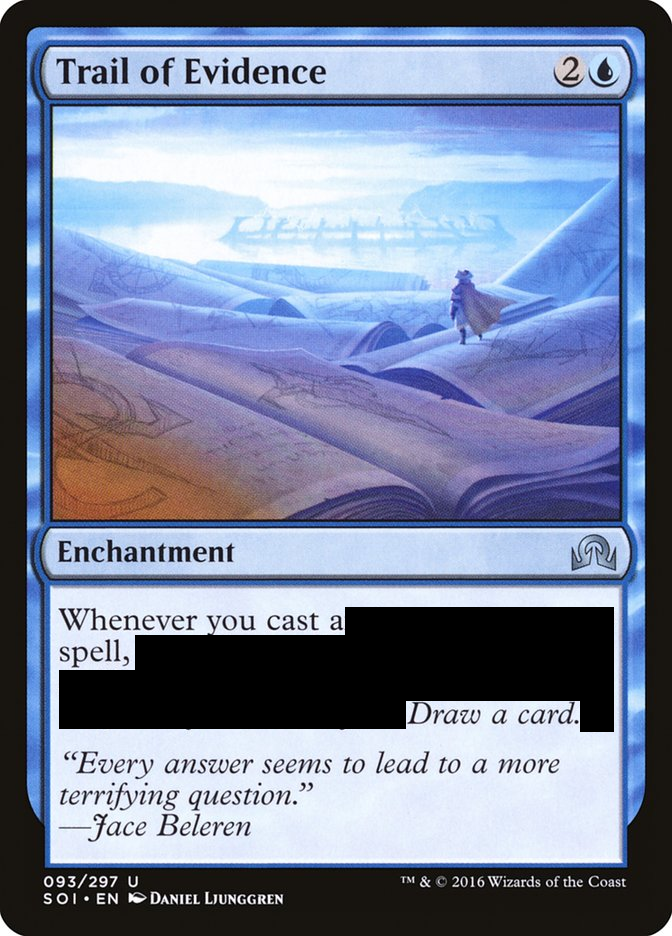 Trail of Evidence
2
Enchantment
Whenever you cast a
spell,
Draw a card.
“Every answer seems to lead to a more
terrifying question.”
—Jace Beleren
093/297 U
SOI • EN Daniel Ljunggren
™ & © 2016 Wizards of the Coast